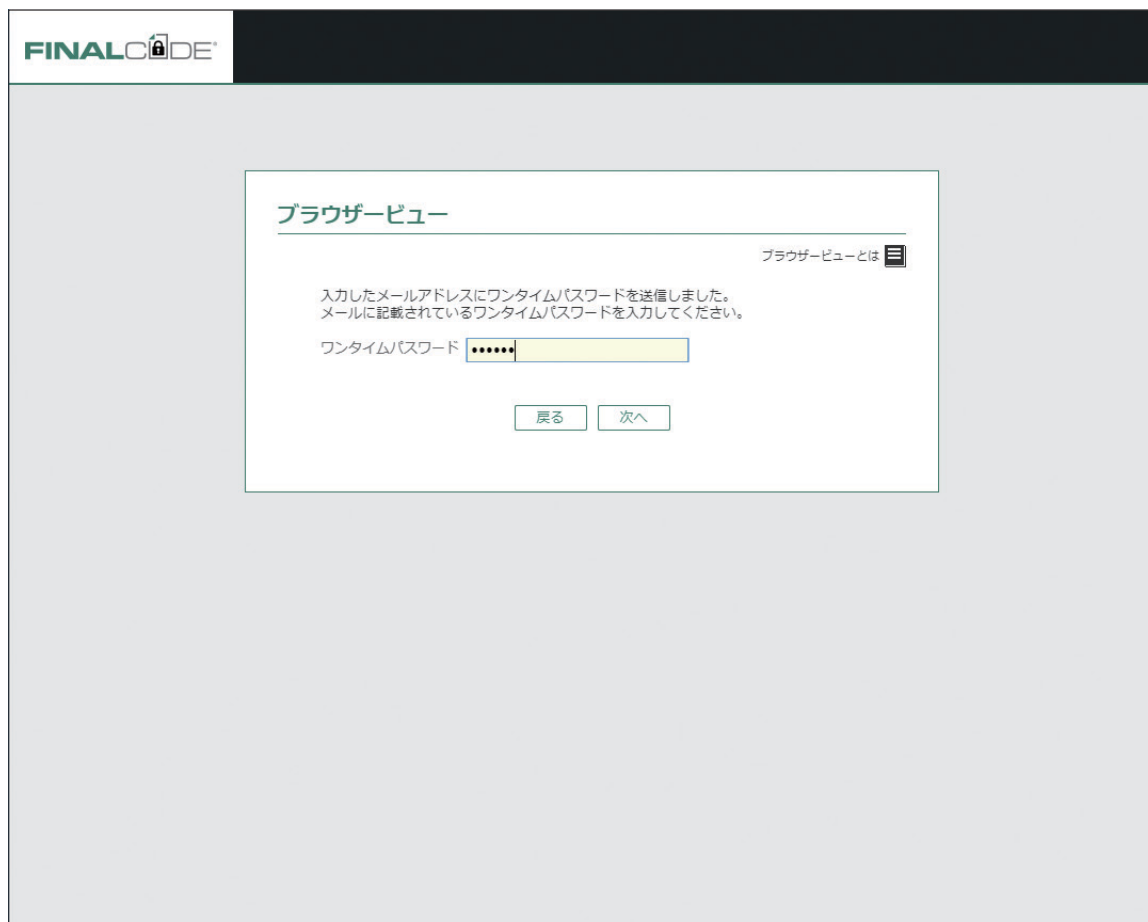 FINALCODE
ブラウザービュー
ブラウザービューとは
入力したメールアドレスにワンタイムパスワードを送信しました。
メールに記載されているワンタイムパスワードを入力してください。
ワンタイムパスワード ••••••
戻る 次へ